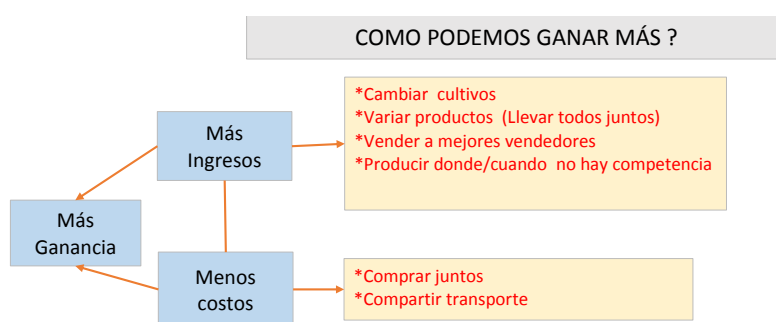 COMO PODEMOS GANAR MÁS ?
*Cambiar cultivos
*Variar productos (Llevar todos juntos)
*Vender a mejores vendedores
*Producir donde/cuando no hay competencia
Más
Ingresos
Más
Ganancia
Menos
costos
*Comprar juntos
*Compartir transporte